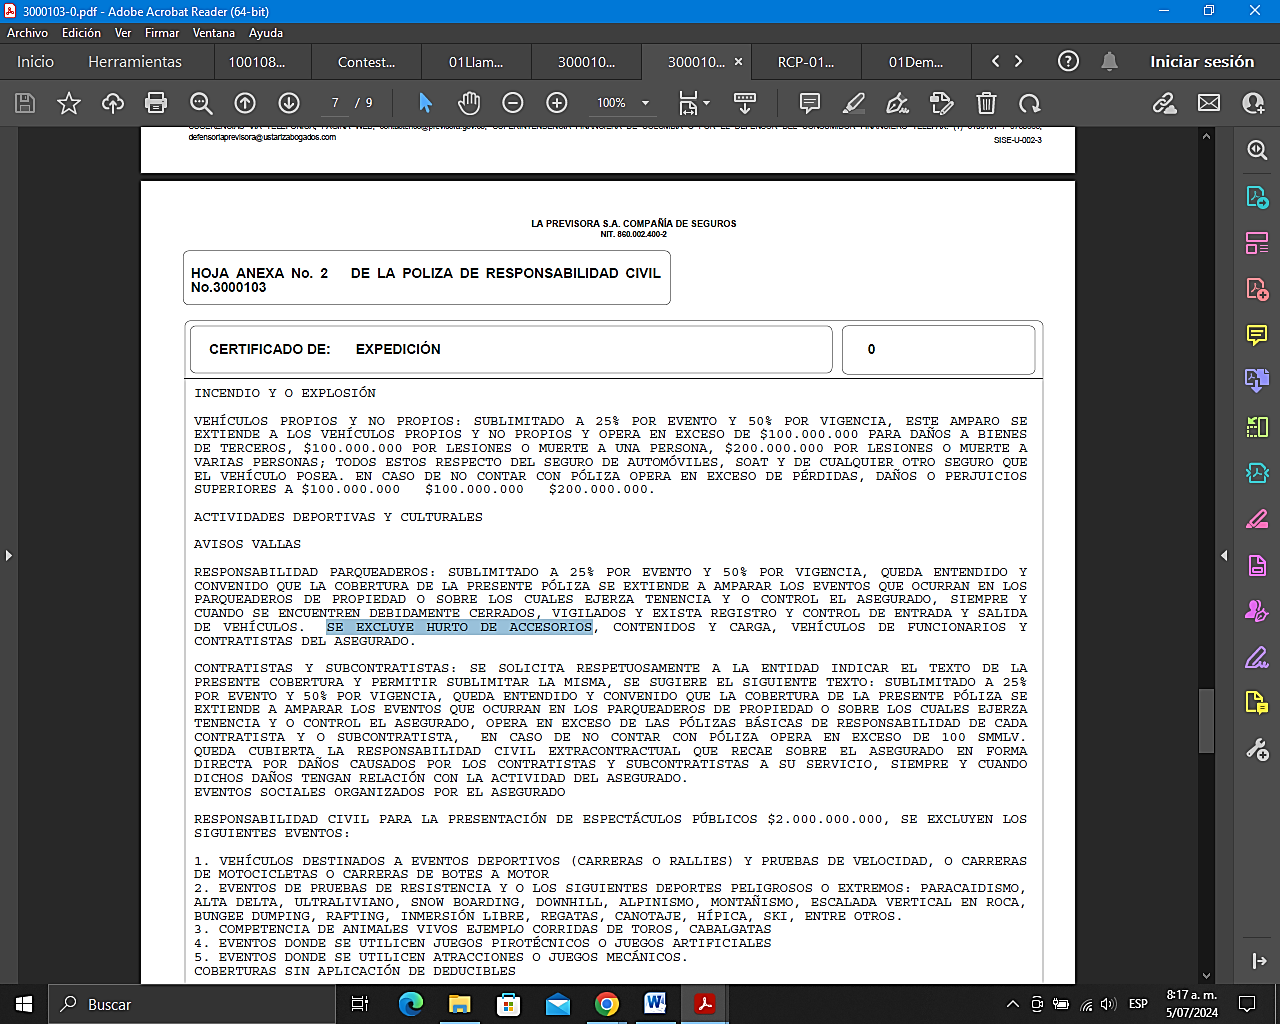 3000103-0.pdf - Adobe Acrobat Reader (64-bit)
Archivo Edición Ver Firmar Ventana Ayuda
Inicio Herramientas 100108... Contest... 01Llam... 300010... 300010... × RCP-01... 01Dem... Iniciar sesión
7 / 9 100%
defensoriaprevisora@ustarizabogados.com
SISE-U-002-3
LA PREVISORA S.A. COMPAÑÍA DE SEGUROS
NIT. 860.002.400-2
HOJA ANEXA No. 2 DE LA POLIZA DE RESPONSABILIDAD CIVIL
No.3000103
CERTIFICADO DE: EXPEDICIÓN 0
INCENDIO Y O EXPLOSIÓN
VEHÍCULOS PROPIOS Y NO PROPIOS: SUBLIMITADO A 25% POR EVENTO Y 50% POR VIGENCIA, ESTE AMPARO SE
EXTIENDE A LOS VEHÍCULOS PROPIOS Y NO PROPIOS Y OPERA EN EXCESO DE $100.000.000 PARA DAÑOS A BIENES
DE TERCEROS, $100.000.000 POR LESIONES O MUERTE A UNA PERSONA, $200.000.000 POR LESIONES O MUERTE A
VARIAS PERSONAS; TODOS ESTOS RESPECTO DEL SEGURO DE AUTOMÓVILES, SOAT Y DE CUALQUIER OTRO SEGURO QUE
EL VEHÍCULO POSEA. EN CASO DE NO CONTAR CON PÓLIZA OPERA EN EXCESO DE PÉRDIDAS, DAÑOS O PERJUICIOS
SUPERIORES A $100.000.000 $100.000.000 $200.000.000.
ACTIVIDADES DEPORTIVAS Y CULTURALES
AVISOS VALLAS
RESPONSABILIDAD PARQUEADEROS: SUBLIMITADO A 25% POR EVENTO Y 50% POR VIGENCIA, QUEDA ENTENDIDO Y
CONVENIDO QUE LA COBERTURA DE LA PRESENTE PÓLIZA SE EXTIENDE A AMPARAR LOS EVENTOS QUE OCURRAN EN LOS
PARQUEADEROS DE PROPIEDAD O SOBRE LOS CUALES EJERZA TENENCIA Y O CONTROL EL ASEGURADO, SIEMPRE Y
CUANDO SE ENCUENTREN DEBIDAMENTE CERRADOS, VIGILADOS Y EXISTA REGISTRO Y CONTROL DE ENTRADA Y SALIDA
DE VEHÍCULOS. SE EXCLUYE HURTO DE ACCESORIOS, CONTENIDOS Y CARGA, VEHÍCULOS DE FUNCIONARIOS Y
CONTRATISTAS DEL ASEGURADO.
CONTRATISTAS Y SUBCONTRATISTAS: SE SOLICITA RESPETUOSAMENTE A LA ENTIDAD INDICAR EL TEXTO DE LA
PRESENTE COBERTURA Y PERMITIR SUBLIMITAR LA MISMA, SE SUGIERE EL SIGUIENTE TEXTO: SUBLIMITADO A 25%
POR EVENTO Y 50% POR VIGENCIA, QUEDA ENTENDIDO Y CONVENIDO QUE LA COBERTURA DE LA PRESENTE PÓLIZA SE
EXTIENDE A AMPARAR LOS EVENTOS QUE OCURRAN EN LOS PARQUEADEROS DE PROPIEDAD O SOBRE LOS CUALES EJERZA
TENENCIA Y O CONTROL EL ASEGURADO, OPERA EN EXCESO DE LAS PÓLIZAS BÁSICAS DE RESPONSABILIDAD DE CADA
CONTRATISTA Y O SUBCONTRATISTA, EN CASO DE NO CONTAR CON PÓLIZA OPERA EN EXCESO DE 100 SMMLV.
QUEDA CUBIERTA LA RESPONSABILIDAD CIVIL EXTRACONTRACTUAL QUE RECAE SOBRE EL ASEGURADO EN FORMA
DIRECTA POR DAÑOS CAUSADOS POR LOS CONTRATISTAS Y SUBCONTRATISTAS A SU SERVICIO, SIEMPRE Y CUANDO
DICHOS DAÑOS TENGAN RELACIÓN CON LA ACTIVIDAD DEL ASEGURADO.
EVENTOS SOCIALES ORGANIZADOS POR EL ASEGURADO
RESPONSABILIDAD CIVIL PARA LA PRESENTACIÓN DE ESPECTÁCULOS PÚBLICOS $2.000.000.000, SE EXCLUYEN LOS
SIGUIENTES EVENTOS:
1. VEHÍCULOS DESTINADOS A EVENTOS DEPORTIVOS (CARRERAS O RALLIES) Y PRUEBAS DE VELOCIDAD, O CARRERAS
DE MOTOCICLETAS O CARRERAS DE BOTES A MOTOR
2. EVENTOS DE PRUEBAS DE RESISTENCIA Y O LOS SIGUIENTES DEPORTES PELIGROSOS O EXTREMOS: PARACAIDISMO,
ALTA DELTA, ULTRALIVIANO, SNOW BOARDING, DOWNHILL, ALPINISMO, MONTAÑISMO, ESCALADA VERTICAL EN ROCA,
BUNGEE DUMPING, RAFTING, INMERSIÓN LIBRE, REGATAS, CANOTAJE, HÍPICA, SKI, ENTRE OTROS.
3. COMPETENCIA DE ANIMALES VIVOS EJEMPLO CORRIDAS DE TOROS, CABALGATAS
4. EVENTOS DONDE SE UTILICEN JUEGOS PIROTÉCNICOS O JUEGOS ARTIFICIALES
5. EVENTOS DONDE SE UTILICEN ATRACCIONES O JUEGOS MECÁNICOS.
COBERTURAS SIN APLICACIÓN DE DEDUCIBLES
Buscar ESP 8:17 a. m.
5/07/2024